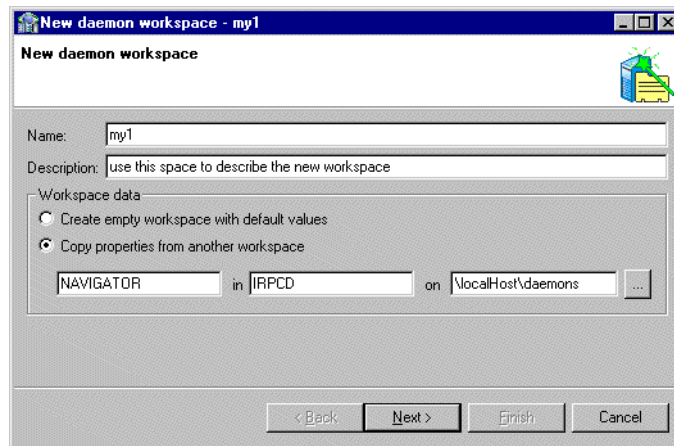 New daemon workspace - my1
New daemon workspace
Name: my1
Description: use this space to describe the new workspace
Workspace data
Create empty workspace with default values
Copy properties from another workspace
NAVIGATOR in IRPCD on \localHost\daemons ...
< Back Next > Finish Cancel